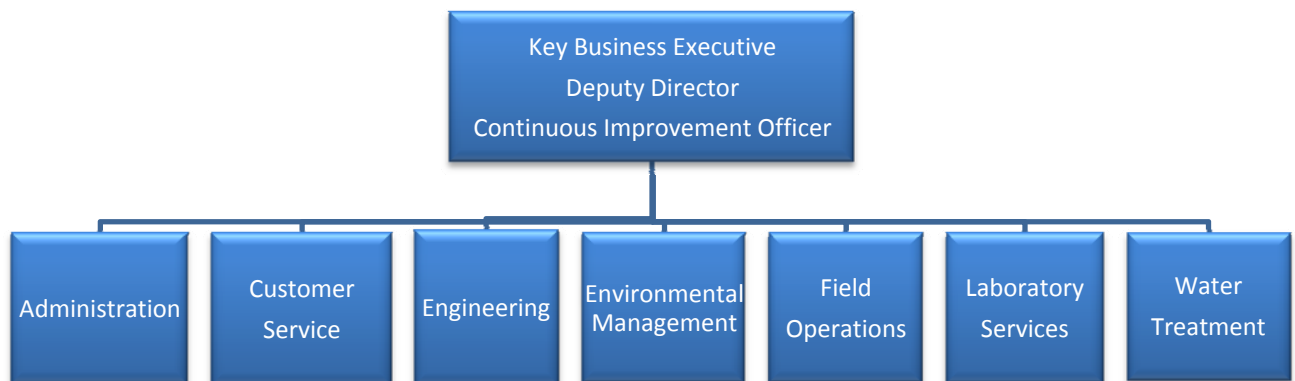 Key Business Executive
Deputy Director
Continuous Improvement Officer
Administration
Customer
Service
Engineering
Environmental
Management
Field
Operations
Laboratory
Services
Water
Treatment